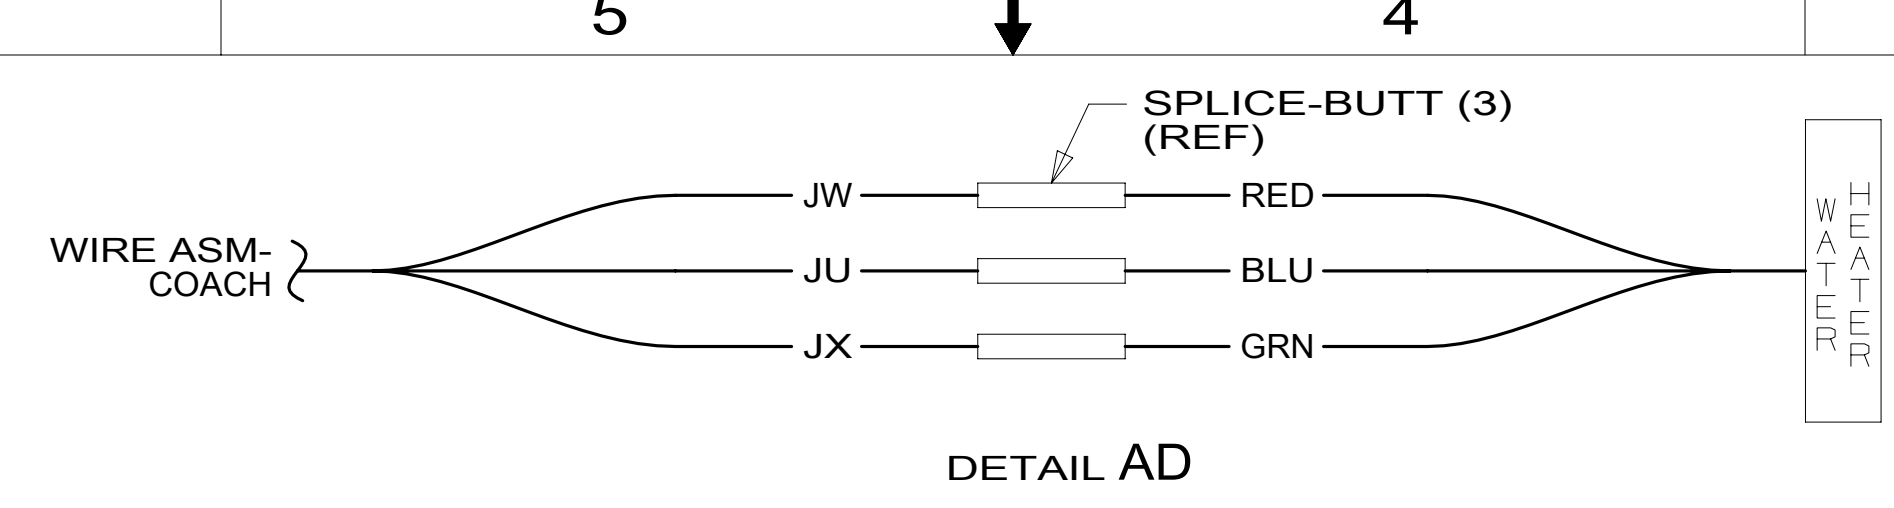 5
4
SPLICE-BUTT (3)
(REF)
WIRE ASM-
COACH
JW
RED
JU
BLU
JX
GRN
WATER
HEATER
DETAIL AD